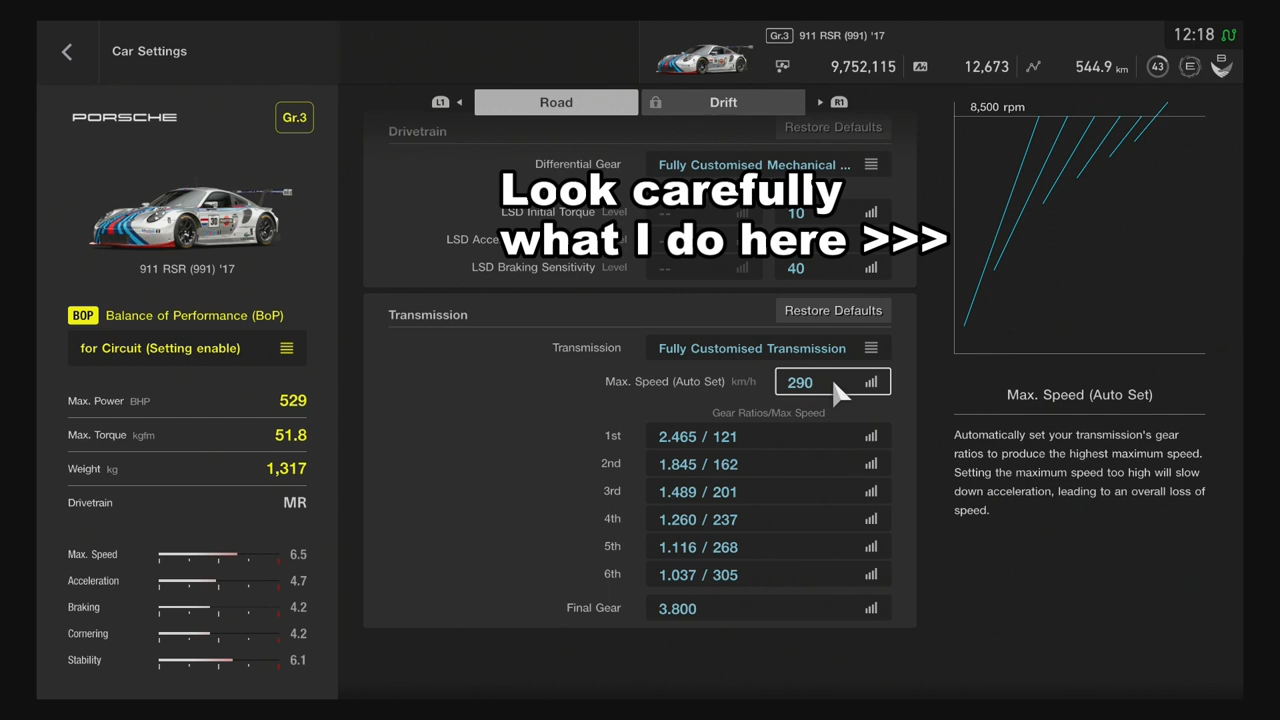 Car Settings
Gr.3 911 RSR (991) '17
12:18
9,752,115
12,673
544.9 km
43
E
B
PORSCHE
Gr.3
30
911 RSR (991) '17
BOP Balance of Performance (BoP)
for Circuit (Setting enable)
Max. Power BHP 529
Max. Torque kgfm 51.8
Weight kg 1,317
Drivetrain MR
Max. Speed 6.5
Acceleration 4.7
Braking 4.2
Cornering 4.2
Stability 6.1
L1 Road Drift R1
Drivetrain Restore Defaults
Differential Gear Fully Customised Mechanical ...
Look carefully
LSD Initial Torque Level -- 10
what I do here >>>
LSD Acce
LSD Braking Sensitivity Level -- 40
Transmission Restore Defaults
Transmission Fully Customised Transmission
Max. Speed (Auto Set) km/h 290
Gear Ratios/Max Speed
1st 2.465 / 121
2nd 1.845 / 162
3rd 1.489 / 201
4th 1.260 / 237
5th 1.116 / 268
6th 1.037 / 305
Final Gear 3.800
8,500 rpm
Max. Speed (Auto Set)
Automatically set your transmission's gear
ratios to produce the highest maximum speed.
Setting the maximum speed too high will slow
down acceleration, leading to an overall loss of
speed.